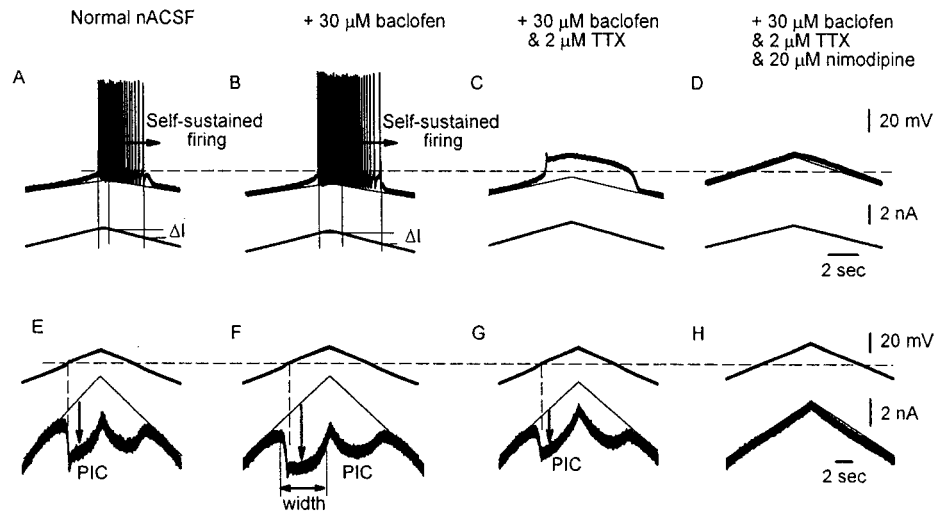 Normal nACSF
+ 30 µM baclofen
+ 30 µM baclofen
& 2 µM TTX
+ 30 µM baclofen
& 2 µM TTX
& 20 µM nimodipine
A
B
C
D
Self-sustained
firing
Self-sustained
firing
20 mV
ΔI
ΔI
2 nA
2 sec
E
F
G
H
20 mV
2 nA
PIC
PIC
PIC
width
2 sec